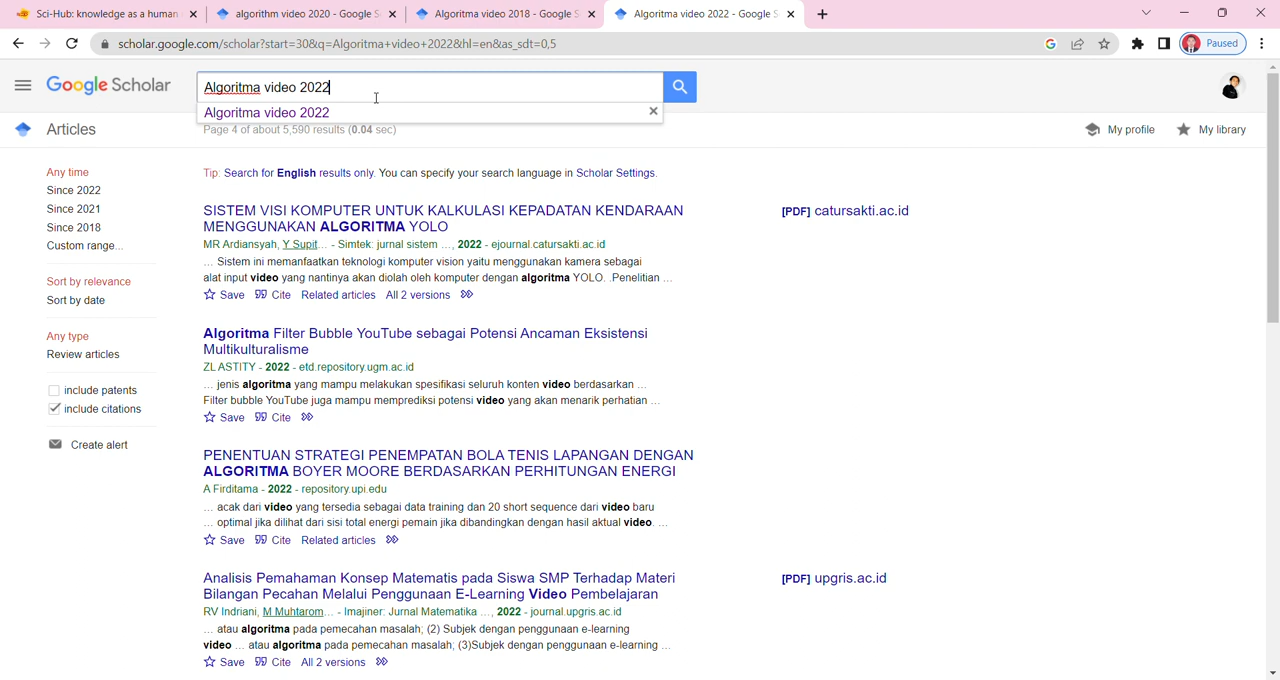 Sci-Hub: knowledge as a human
algorithm video 2020 - Google S
Algoritma video 2018 - Google S
Algoritma video 2022 - Google S
scholar.google.com/scholar?start=30&q=Algoritma+video+2022&hl=en&as_sdt=0,5
Paused
Google Scholar
Algoritma video 2022
Algoritma video 2022
Articles
Page 4 of about 5,590 results (0.04 sec)
My profile
My library
Any time
Since 2022
Since 2021
Since 2018
Custom range...
Sort by relevance
Sort by date
Any type
Review articles
include patents
include citations
Create alert
Tip: Search for English results only. You can specify your search language in Scholar Settings.
SISTEM VISI KOMPUTER UNTUK KALKULASI KEPADATAN KENDARAAN
MENGGUNAKAN ALGORITMA YOLO
[PDF] catursakti.ac.id
MR Ardiansyah, Y Supit... - Simtek: jurnal sistem ..., 2022 - ejournal.catursakti.ac.id
... Sistem ini memanfaatkan teknologi komputer vision yaitu menggunakan kamera sebagai
alat input video yang nantinya akan diolah oleh komputer dengan algoritma YOLO. .Penelitian ...
Save Cite Related articles All 2 versions
Algoritma Filter Bubble YouTube sebagai Potensi Ancaman Eksistensi
Multikulturalisme
ZL ASTITY - 2022 - etd.repository.ugm.ac.id
... jenis algoritma yang mampu melakukan spesifikasi seluruh konten video berdasarkan ...
Filter bubble YouTube juga mampu memprediksi potensi video yang akan menarik perhatian ...
Save Cite
PENENTUAN STRATEGI PENEMPATAN BOLA TENIS LAPANGAN DENGAN
ALGORITMA BOYER MOORE BERDASARKAN PERHITUNGAN ENERGI
A Firditama - 2022 - repository.upi.edu
... acak dari video yang tersedia sebagai data training dan 20 short sequence dari video baru
... optimal jika dilihat dari sisi total energi pemain jika dibandingkan dengan hasil aktual video. ...
Save Cite Related articles
Analisis Pemahaman Konsep Matematis pada Siswa SMP Terhadap Materi
Bilangan Pecahan Melalui Penggunaan E-Learning Video Pembelajaran
[PDF] upgris.ac.id
RV Indriani, M Muhtarom... - Imajiner: Jurnal Matematika ..., 2022 - journal.upgris.ac.id
... atau algoritma pada pemecahan masalah; (2) Subjek dengan penggunaan e-learning
video ... atau algoritma pada pemecahan masalah; (3)Subjek dengan penggunaan e-learning ...
Save Cite All 2 versions